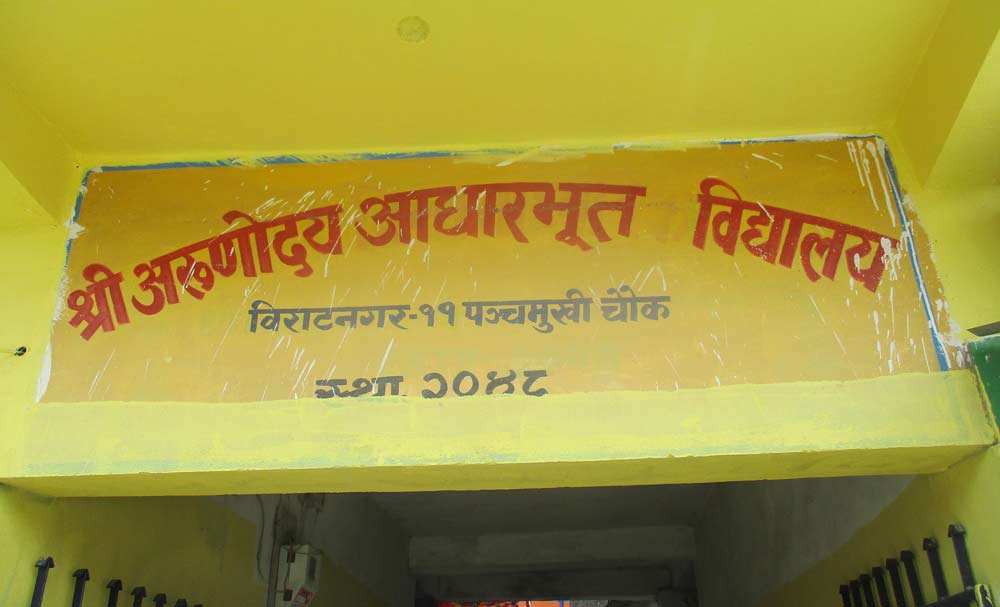 श्री अरुणोदय आधारभूत विद्यालय
विराटनगर-११ पञ्चमुखी चौक
स्था. २०४८